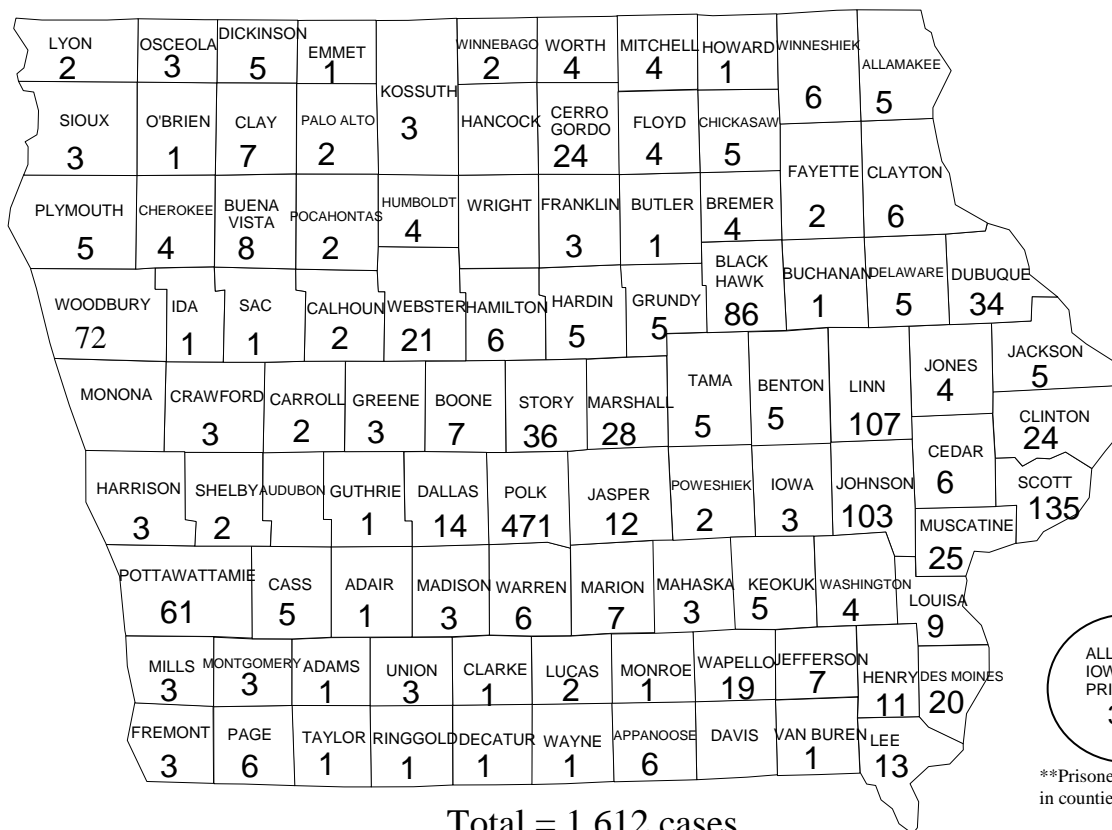 LYON OSCEOLA DICKINSON EMMET KOSSUTH WINNEBAGO WORTH MITCHELL HOWARD WINNESHIEK ALLAMAKEE
2 3 5 1 3 2 4 4 1 6 5
SIOUX O'BRIEN CLAY PALO ALTO HANCOCK CERRO GORDO FLOYD CHICKASAW FAYETTE CLAYTON
3 1 7 2 24 4 5 2 6
PLYMOUTH CHEROKEE BUENA VISTA POCAHONTAS HUMBOLDT WRIGHT FRANKLIN BUTLER BREMER
5 4 8 2 4 3 1 4
WOODBURY IDA SAC CALHOUN WEBSTER HAMILTON HARDIN GRUNDY BLACK HAWK BUCHANAN DELAWARE DUBUQUE
72 1 1 2 21 6 5 5 86 1 5 34
MONONA CRAWFORD CARROLL GREENE BOONE STORY MARSHALL TAMA BENTON LINN JONES JACKSON
3 2 3 7 36 28 5 5 107 4 5
CLINTON
24
HARRISON SHELBY AUDUBON GUTHRIE DALLAS POLK JASPER POWESHIEK IOWA JOHNSON CEDAR SCOTT
3 2 1 14 471 12 2 3 103 6 135
MUSCATINE
25
POTTAWATTAMIE CASS ADAIR MADISON WARREN MARION MAHASKA KEOKUK WASHINGTON LOUISA
61 5 1 3 6 7 3 5 4 9
MILLS MONTGOMERY ADAMS UNION CLARKE LUCAS MONROE WAPELLO JEFFERSON HENRY DES MOINES
3 3 1 3 1 2 1 19 7 11 20
FREMONT PAGE TAYLOR RINGGOLD DECATUR WAYNE APPANOOSE DAVIS VAN BUREN LEE
3 6 1 1 1 1 6 1 13
ALL
IOW
PRI
**Prisone
in counties
Total = 1,612 cases